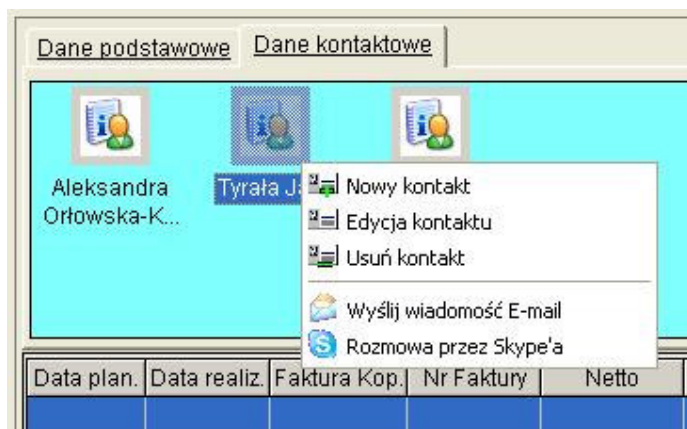 Dane podstawowe Dane kontaktowe
Aleksandra
Orłowska-K...
Tyrała
Nowy kontakt
Edycja kontaktu
Usuń kontakt
Wyślij wiadomość E-mail
Rozmowa przez Skype'a
Data plan. Data realiz. Faktura Kop. Nr Faktury Netto